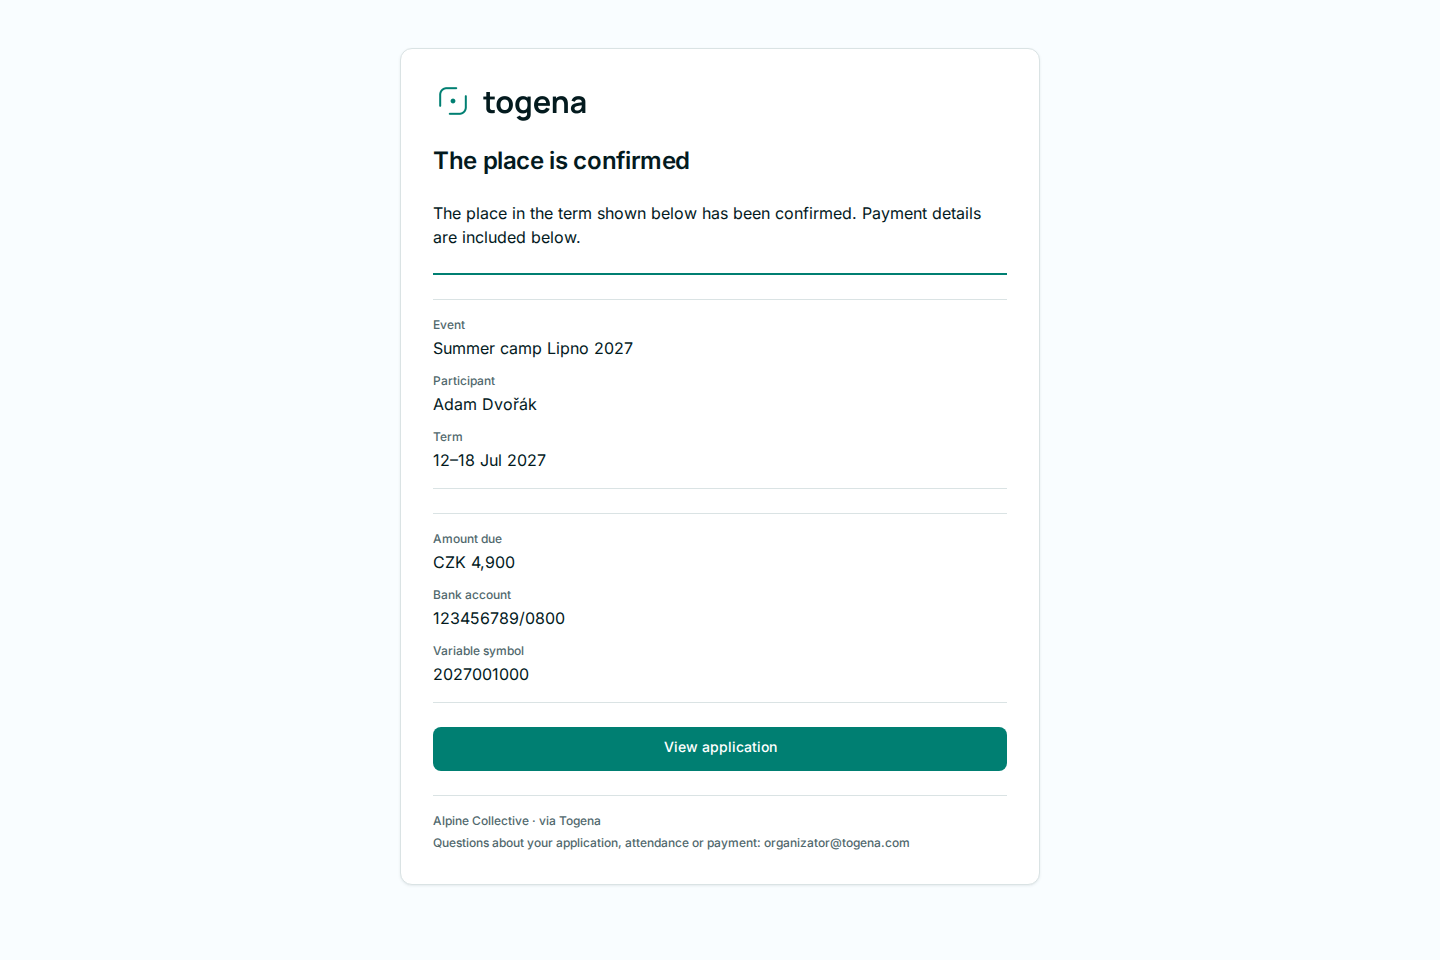 togena
The place is confirmed
The place in the term shown below has been confirmed. Payment details
are included below.
Event
Summer camp Lipno 2027
Participant
Adam Dvořák
Term
12–18 Jul 2027
Amount due
CZK 4,900
Bank account
123456789/0800
Variable symbol
2027001000
View application
Alpine Collective · via Togena
Questions about your application, attendance or payment: organizator@togena.com